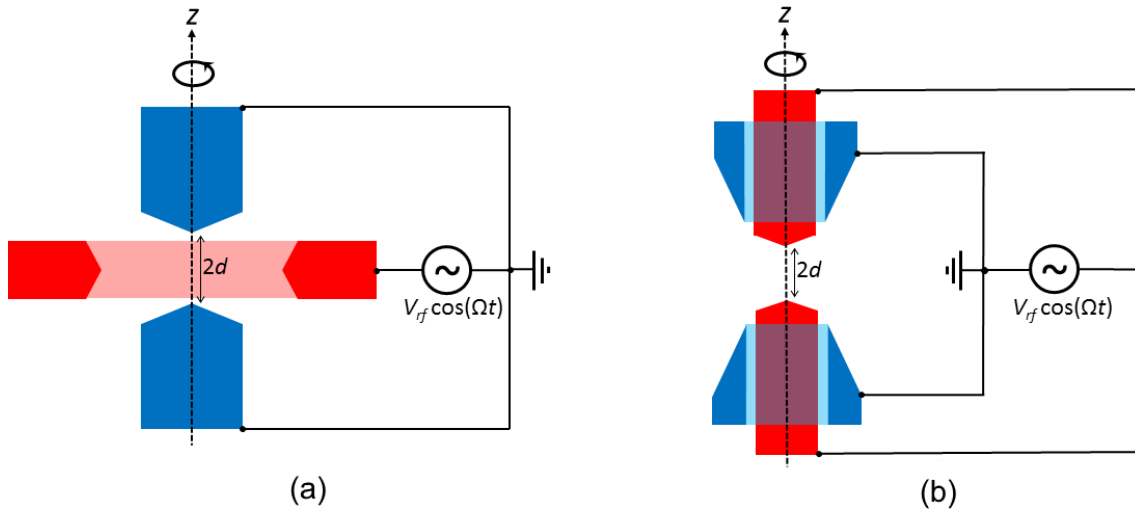 z
2d
V_rf cos(Ωt)
(a)
z
2d
V_rf cos(Ωt)
(b)